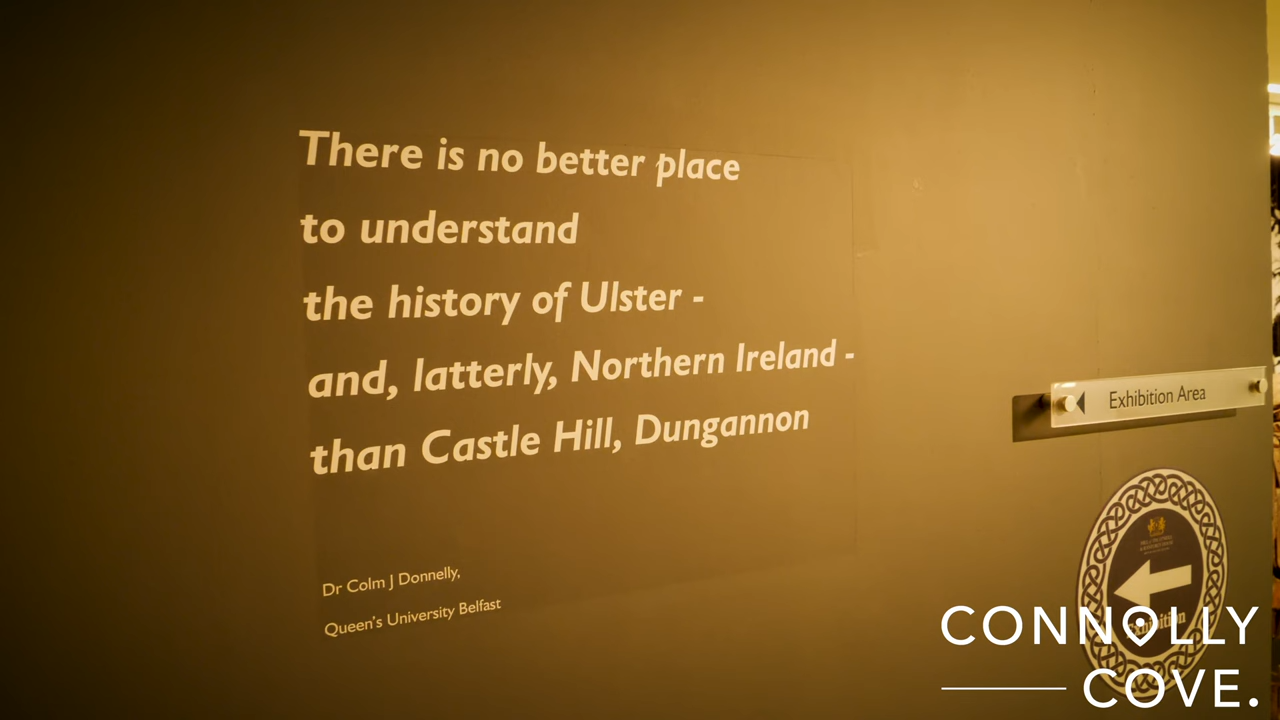 There is no better place
to understand
the history of Ulster -
and, latterly, Northern Ireland -
than Castle Hill, Dungannon
Dr Colm J Donnelly,
Queen's University Belfast
Exhibition Area
Exhibition
CONNOLLY
COVE.